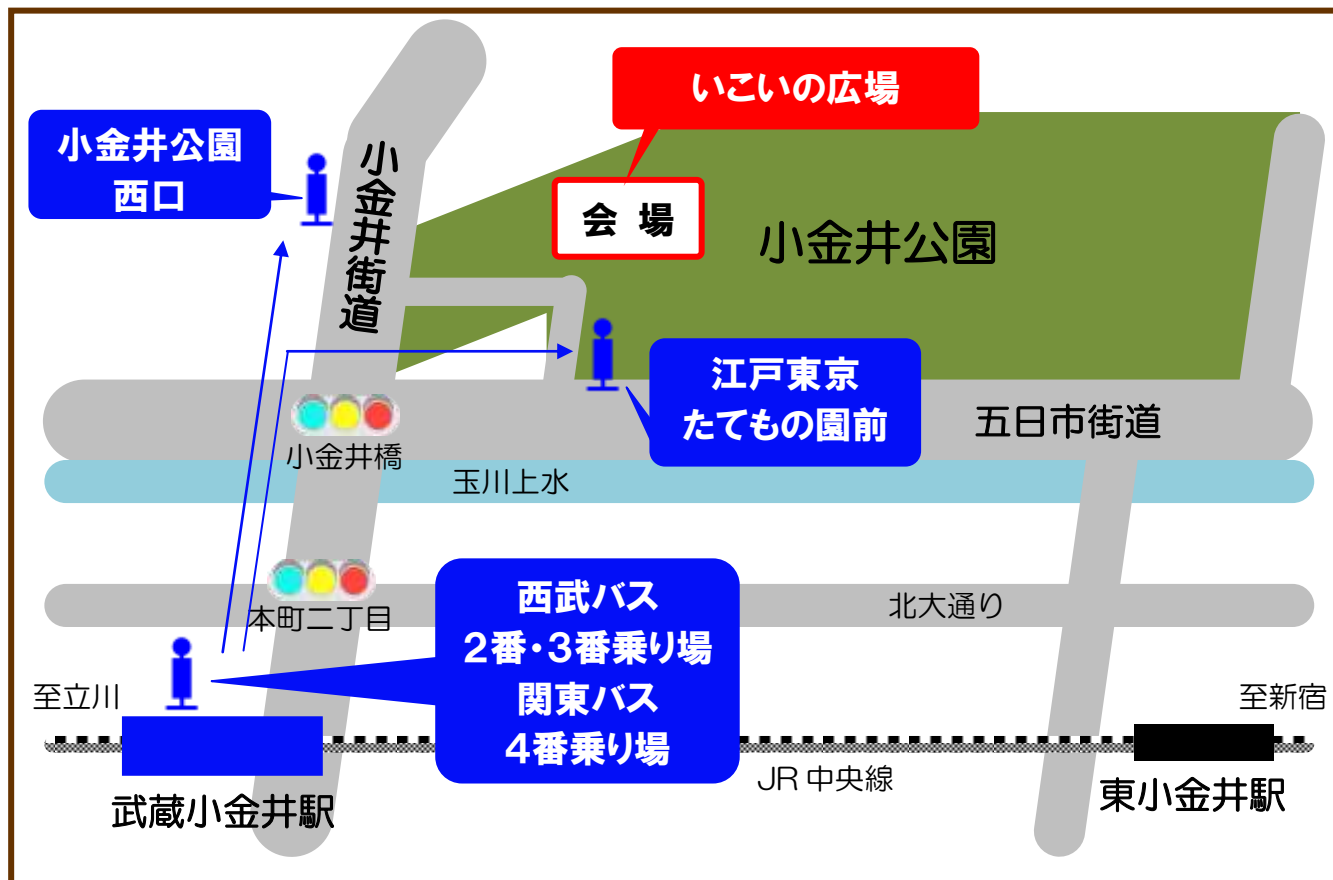 いこいの広場
小金井公園
西口
小金井街道
会 場
小金井公園
江戸東京
たてもの園前
五日市街道
小金井橋
玉川上水
西武バス
2番・3番乗り場
関東バス
4番乗り場
北大通り
本町二丁目
至立川
至新宿
JR 中央線
武蔵小金井駅
東小金井駅